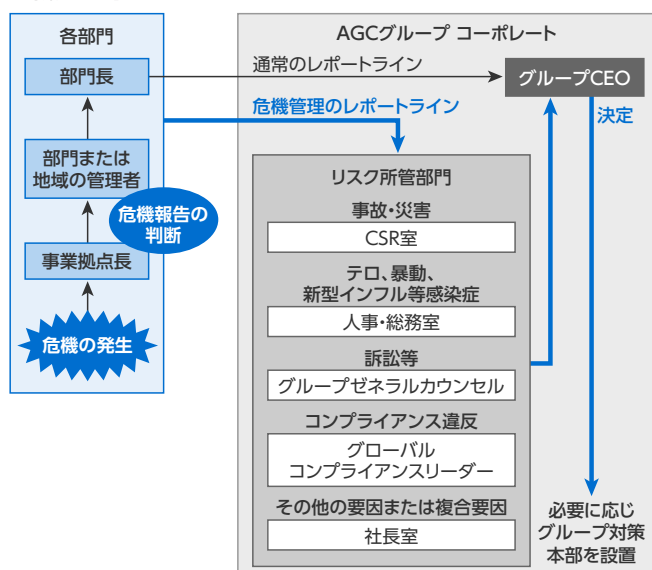 各部門
部門長
部門または
地域の管理者
危機報告の
判断
事業拠点長
危機の発生
AGCグループ コーポレート
通常のレポートライン
グループCEO
危機管理のレポートライン
決定
リスク所管部門
事故・災害
CSR室
テロ、暴動、
新型インフル等感染症
人事・総務室
訴訟等
グループゼネラルカウンセル
コンプライアンス違反
グローバル
コンプライアンスリーダー
その他の要因または複合要因
社長室
必要に応じ
グループ対策
本部を設置